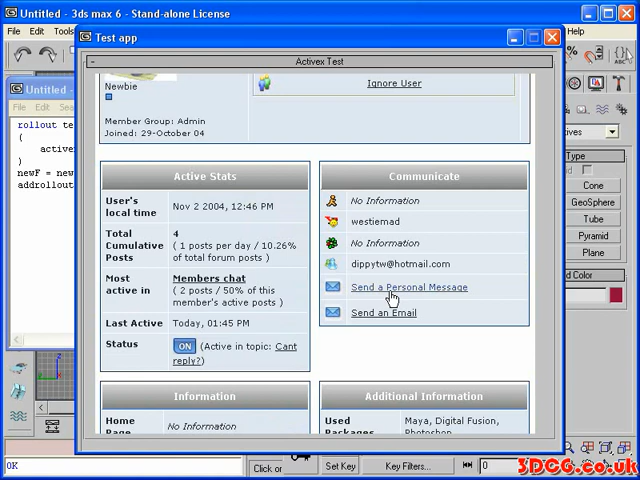 Untitled - 3ds max 6 - Stand-alone License
File Edit Tools Help
Test app
Activex Test
Untitled -
File Edit
rollout te
(
activex
)
newF = new
addrollout
Newbie
Ignore User
Member Group: Admin
Joined: 29-October 04
Active Stats
User's local time
Nov 2 2004, 12:46 PM
Total Cumulative Posts
4
( 1 posts per day / 10.26% of total forum posts )
Most active in
Members chat
( 2 posts / 50% of this member's active posts )
Last Active
Today, 01:45 PM
Status
ON
(Active in topic: Cant reply?)
Communicate
No Information
westiemad
No Information
dippytw@hotmail.com
Send a Personal Message
Send an Email
Information
Home Page
No Information
Additional Information
Used Packages
Maya, Digital Fusion, Photoshop
Type
Cone
GeoSphere
Tube
Pyramid
Plane
Color
OK
Click or
Set Key
Key Filters...
0
3DCG.co.uk